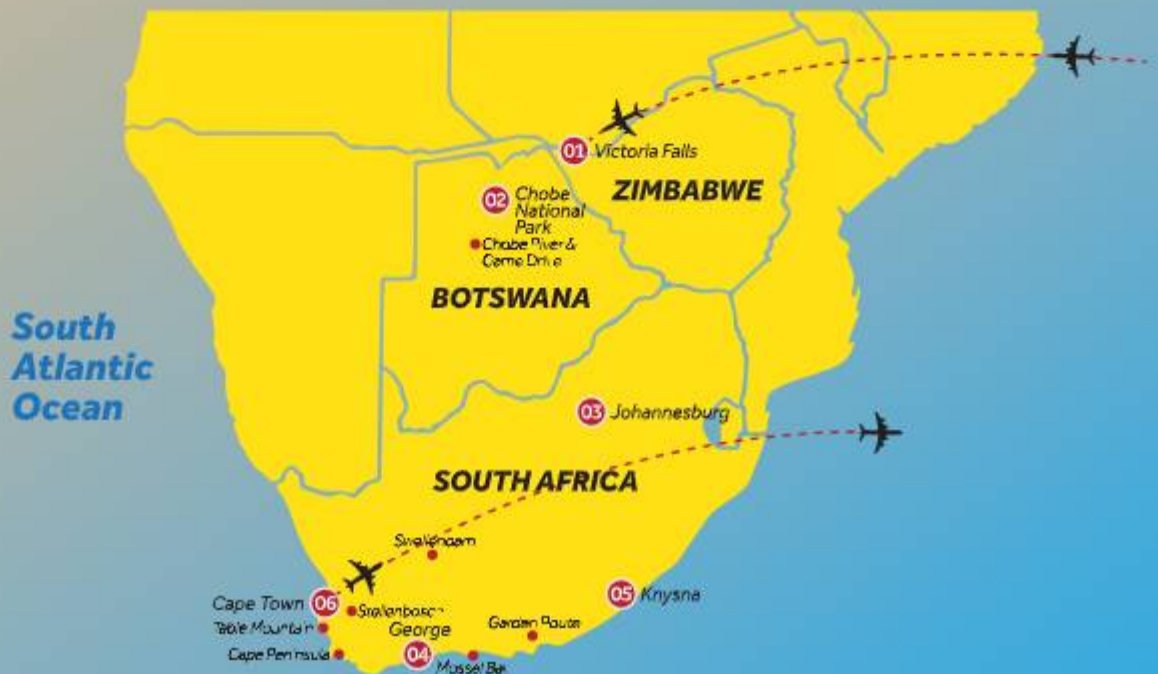 01 Victoria Falls
ZIMBABWE
02 Chobe
National
Park
Chobe River &
Game Drive
BOTSWANA
South
Atlantic
Ocean
03 Johannesburg
SOUTH AFRICA
Swellendam
05 Knysna
Cape Town 06
Stellenbosch
Garden Route
Table Mountain
George
04
Cape Peninsula
Mossel Bay